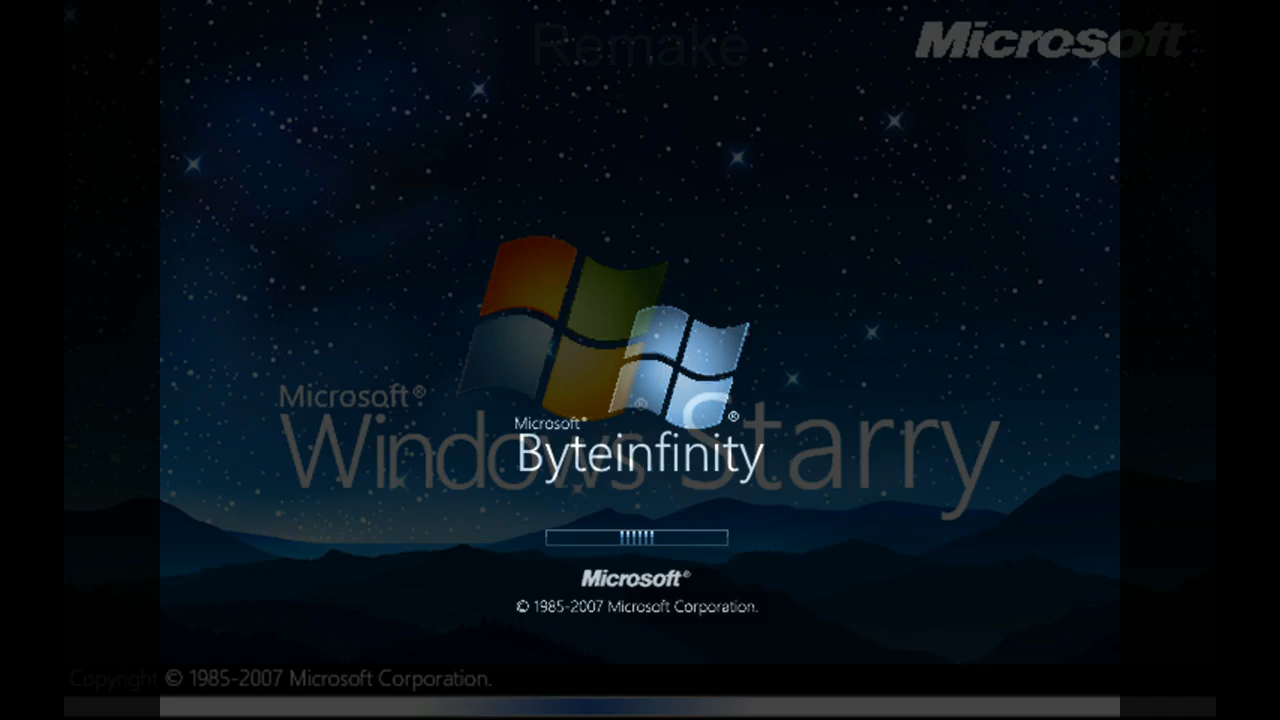 Remake
Microsoft
Microsoft®
Windows® Starry
Microsoft®
Byteinfinity®
Microsoft®
© 1985-2007 Microsoft Corporation.
Copyright © 1985-2007 Microsoft Corporation.